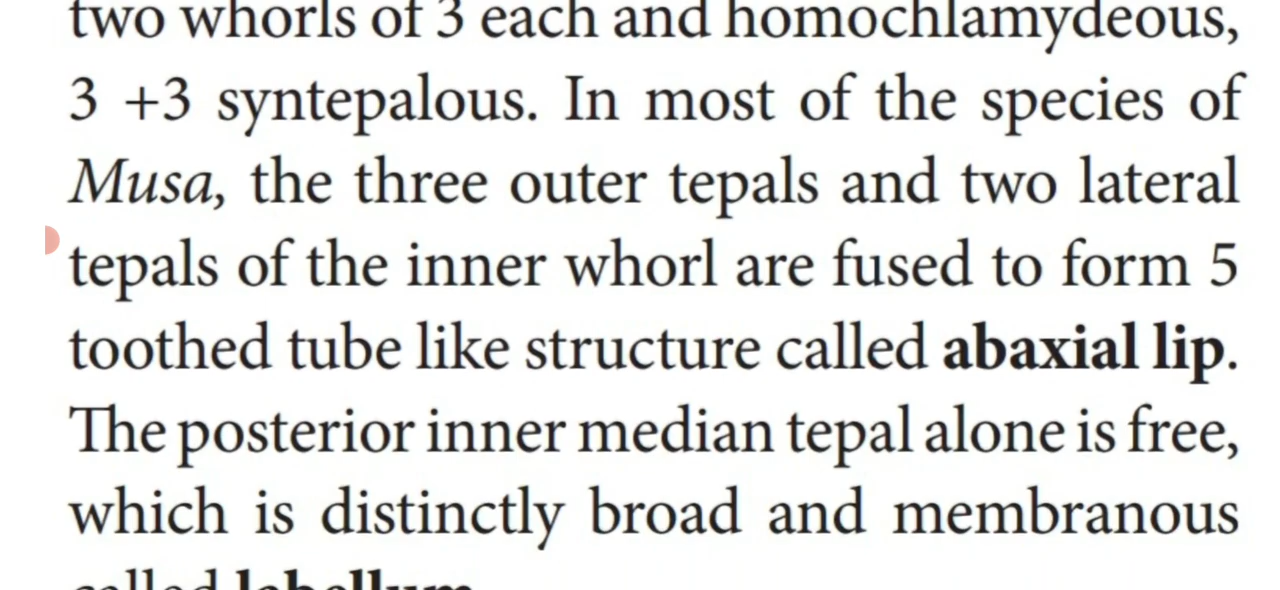 two whorls of 3 each and homochlamydeous,
3 +3 syntepalous. In most of the species of
Musa, the three outer tepals and two lateral
tepals of the inner whorl are fused to form 5
toothed tube like structure called abaxial lip.
The posterior inner median tepal alone is free,
which is distinctly broad and membranous
called labellum